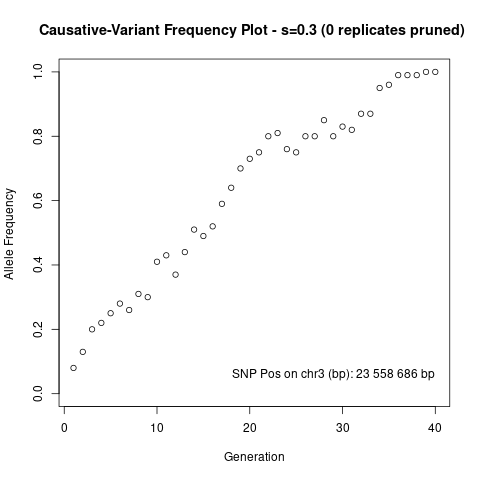 Causative-Variant Frequency Plot - s=0.3 (0 replicates pruned)
Allele Frequency
1.0
0.8
0.6
0.4
0.2
0.0
SNP Pos on chr3 (bp): 23 558 686 bp
0 10 20 30 40
Generation